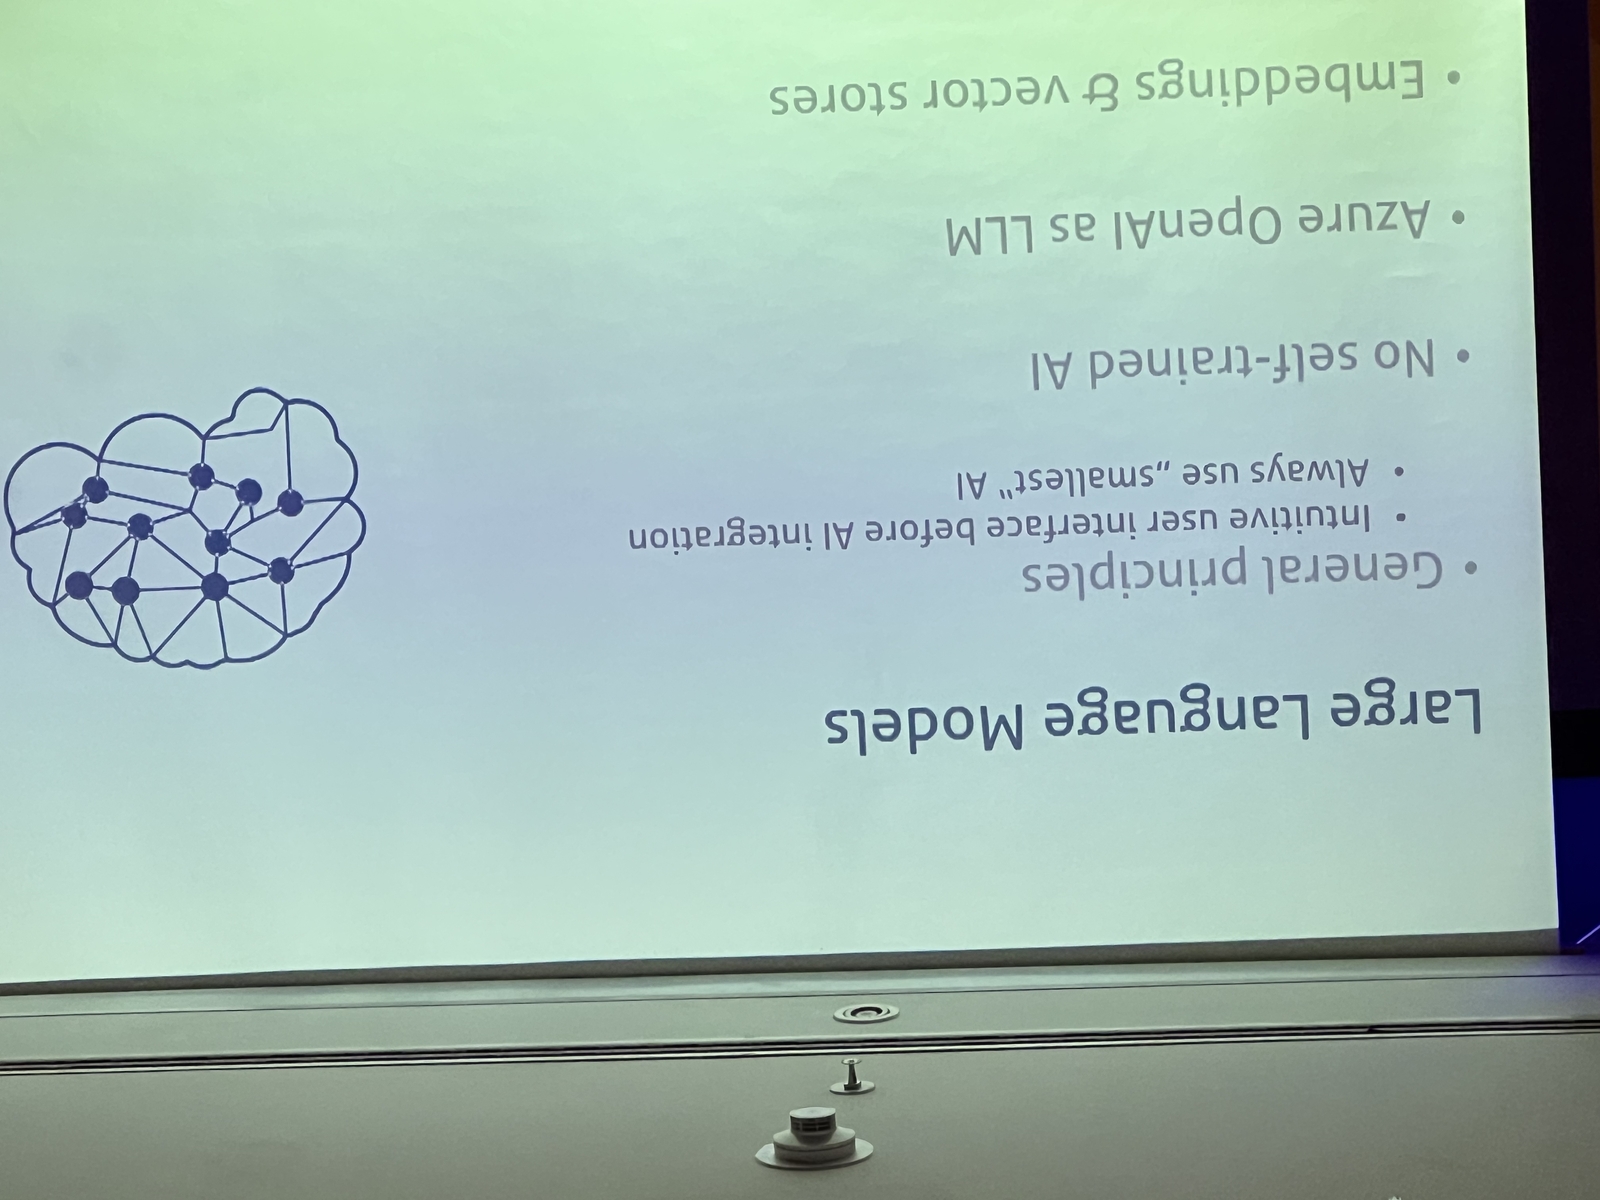 Large Language Models
• General principles
• Intuitive user interface before AI integration
• Always use „smallest“ AI
• No self-trained AI
• Azure OpenAI as LLM
• Embeddings & vector stores